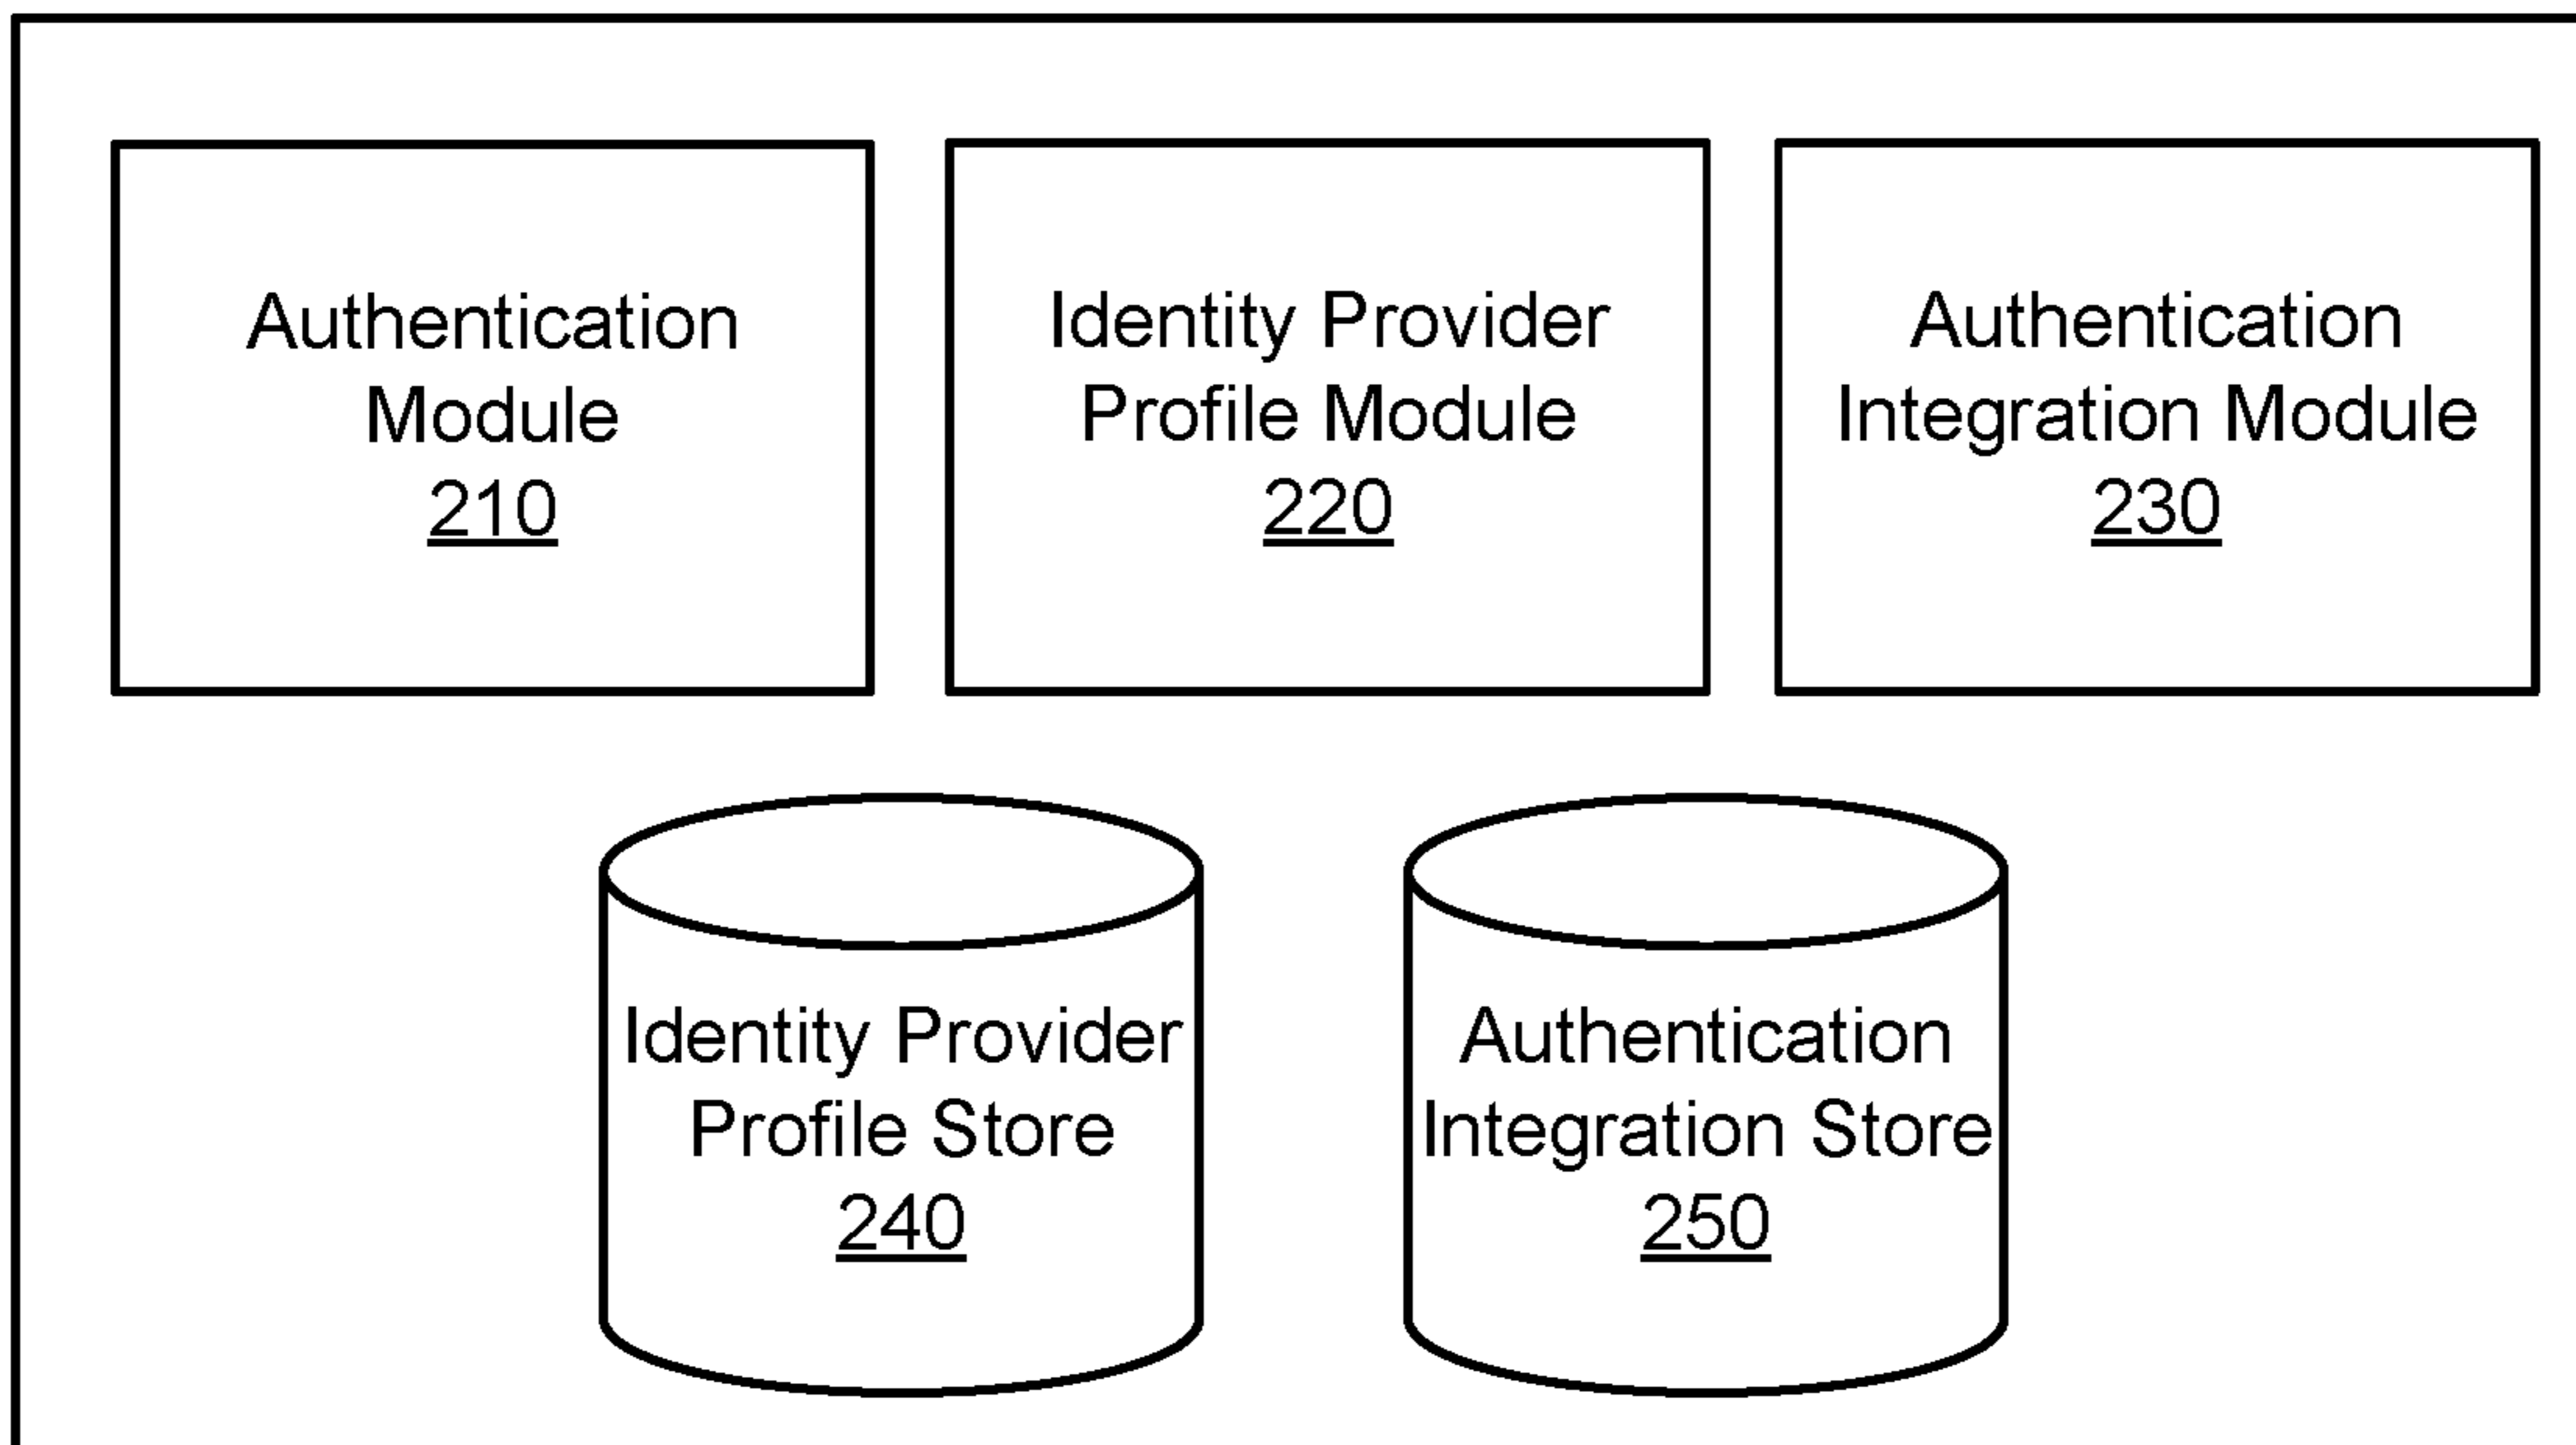 Authentication
Module
210
Identity Provider
Profile Module
220
Authentication
Integration Module
230
Identity Provider
Profile Store
240
Authentication
Integration Store
250